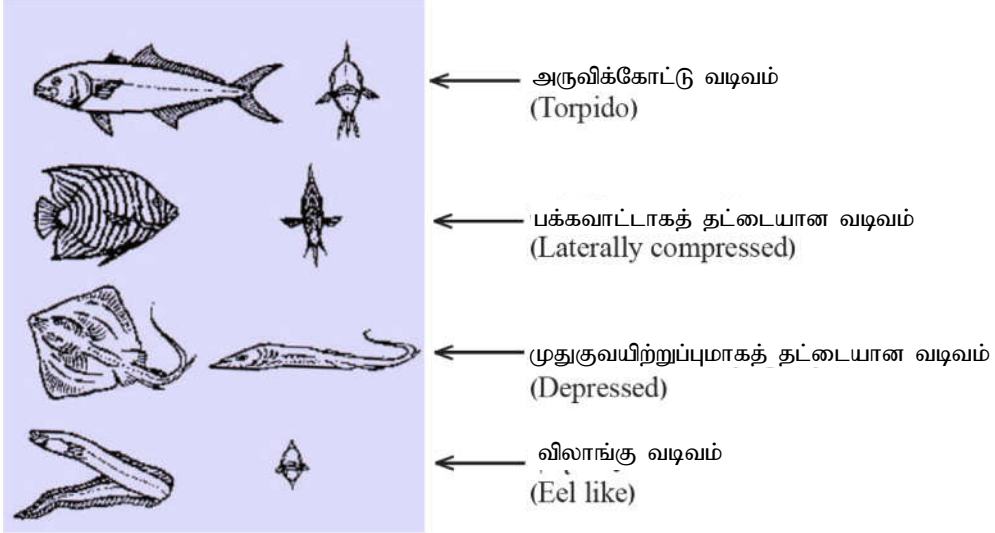 அருவிக்கோட்டு வடிவம்
(Torpido)
பக்கவாட்டாகத் தட்டையான வடிவம்
(Laterally compressed)
முதுகுவயிற்றுப்புமாகத் தட்டையான வடிவம்
(Depressed)
விலாங்கு வடிவம்
(Eel like)